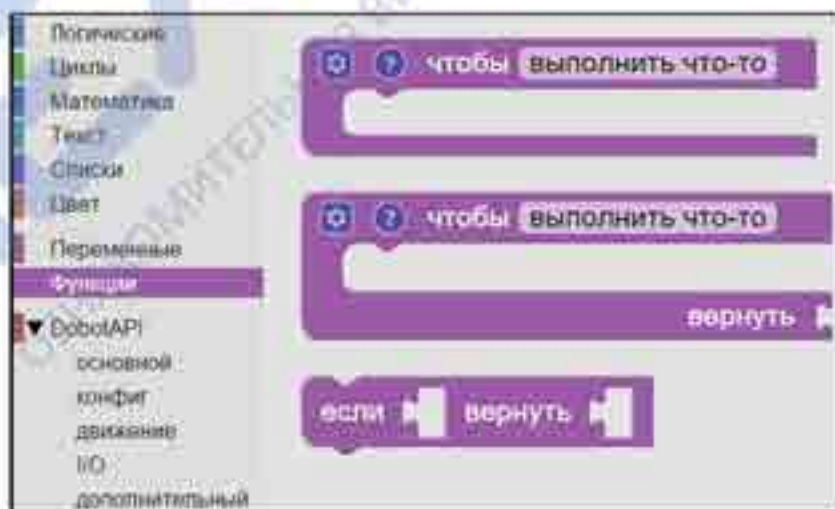 Логические
Циклы
Математика
Текст
Списки
Цвет
Переменные
Функции
DobotAPI
основной
конфиг
движение
I/O
дополнительный
? чтобы выполнить что-то
? чтобы выполнить что-то
вернуть
если вернуть